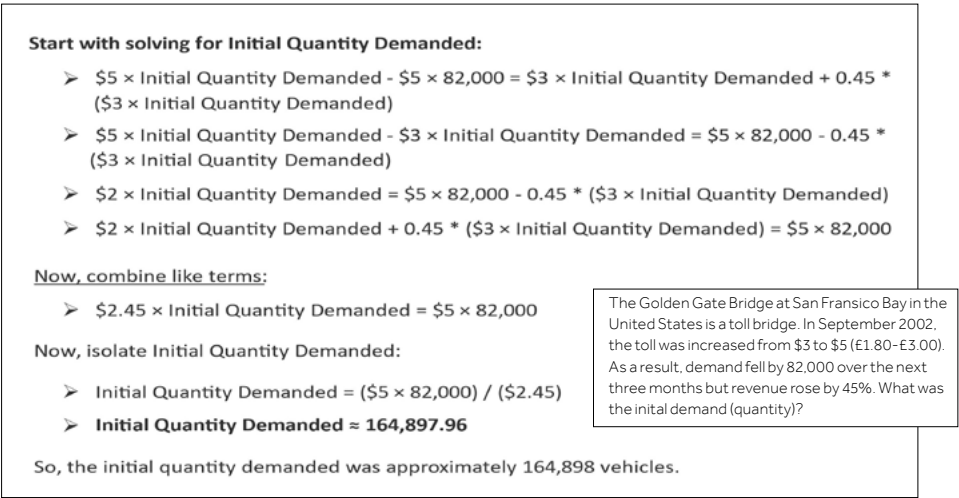 Start with solving for Initial Quantity Demanded:
➢ $5 × Initial Quantity Demanded - $5 × 82,000 = $3 × Initial Quantity Demanded + 0.45 *
($3 × Initial Quantity Demanded)
➢ $5 × Initial Quantity Demanded - $3 × Initial Quantity Demanded = $5 × 82,000 - 0.45 *
($3 × Initial Quantity Demanded)
➢ $2 × Initial Quantity Demanded = $5 × 82,000 - 0.45 * ($3 × Initial Quantity Demanded)
➢ $2 × Initial Quantity Demanded + 0.45 * ($3 × Initial Quantity Demanded) = $5 × 82,000
Now, combine like terms:
➢ $2.45 × Initial Quantity Demanded = $5 × 82,000
Now, isolate Initial Quantity Demanded:
➢ Initial Quantity Demanded = ($5 × 82,000) / ($2.45)
➢ Initial Quantity Demanded ≈ 164,897.96
So, the initial quantity demanded was approximately 164,898 vehicles.
The Golden Gate Bridge at San Fransico Bay in the
United States is a toll bridge. In September 2002,
the toll was increased from $3 to $5 (£1.80-£3.00).
As a result, demand fell by 82,000 over the next
three months but revenue rose by 45%. What was
the inital demand (quantity)?